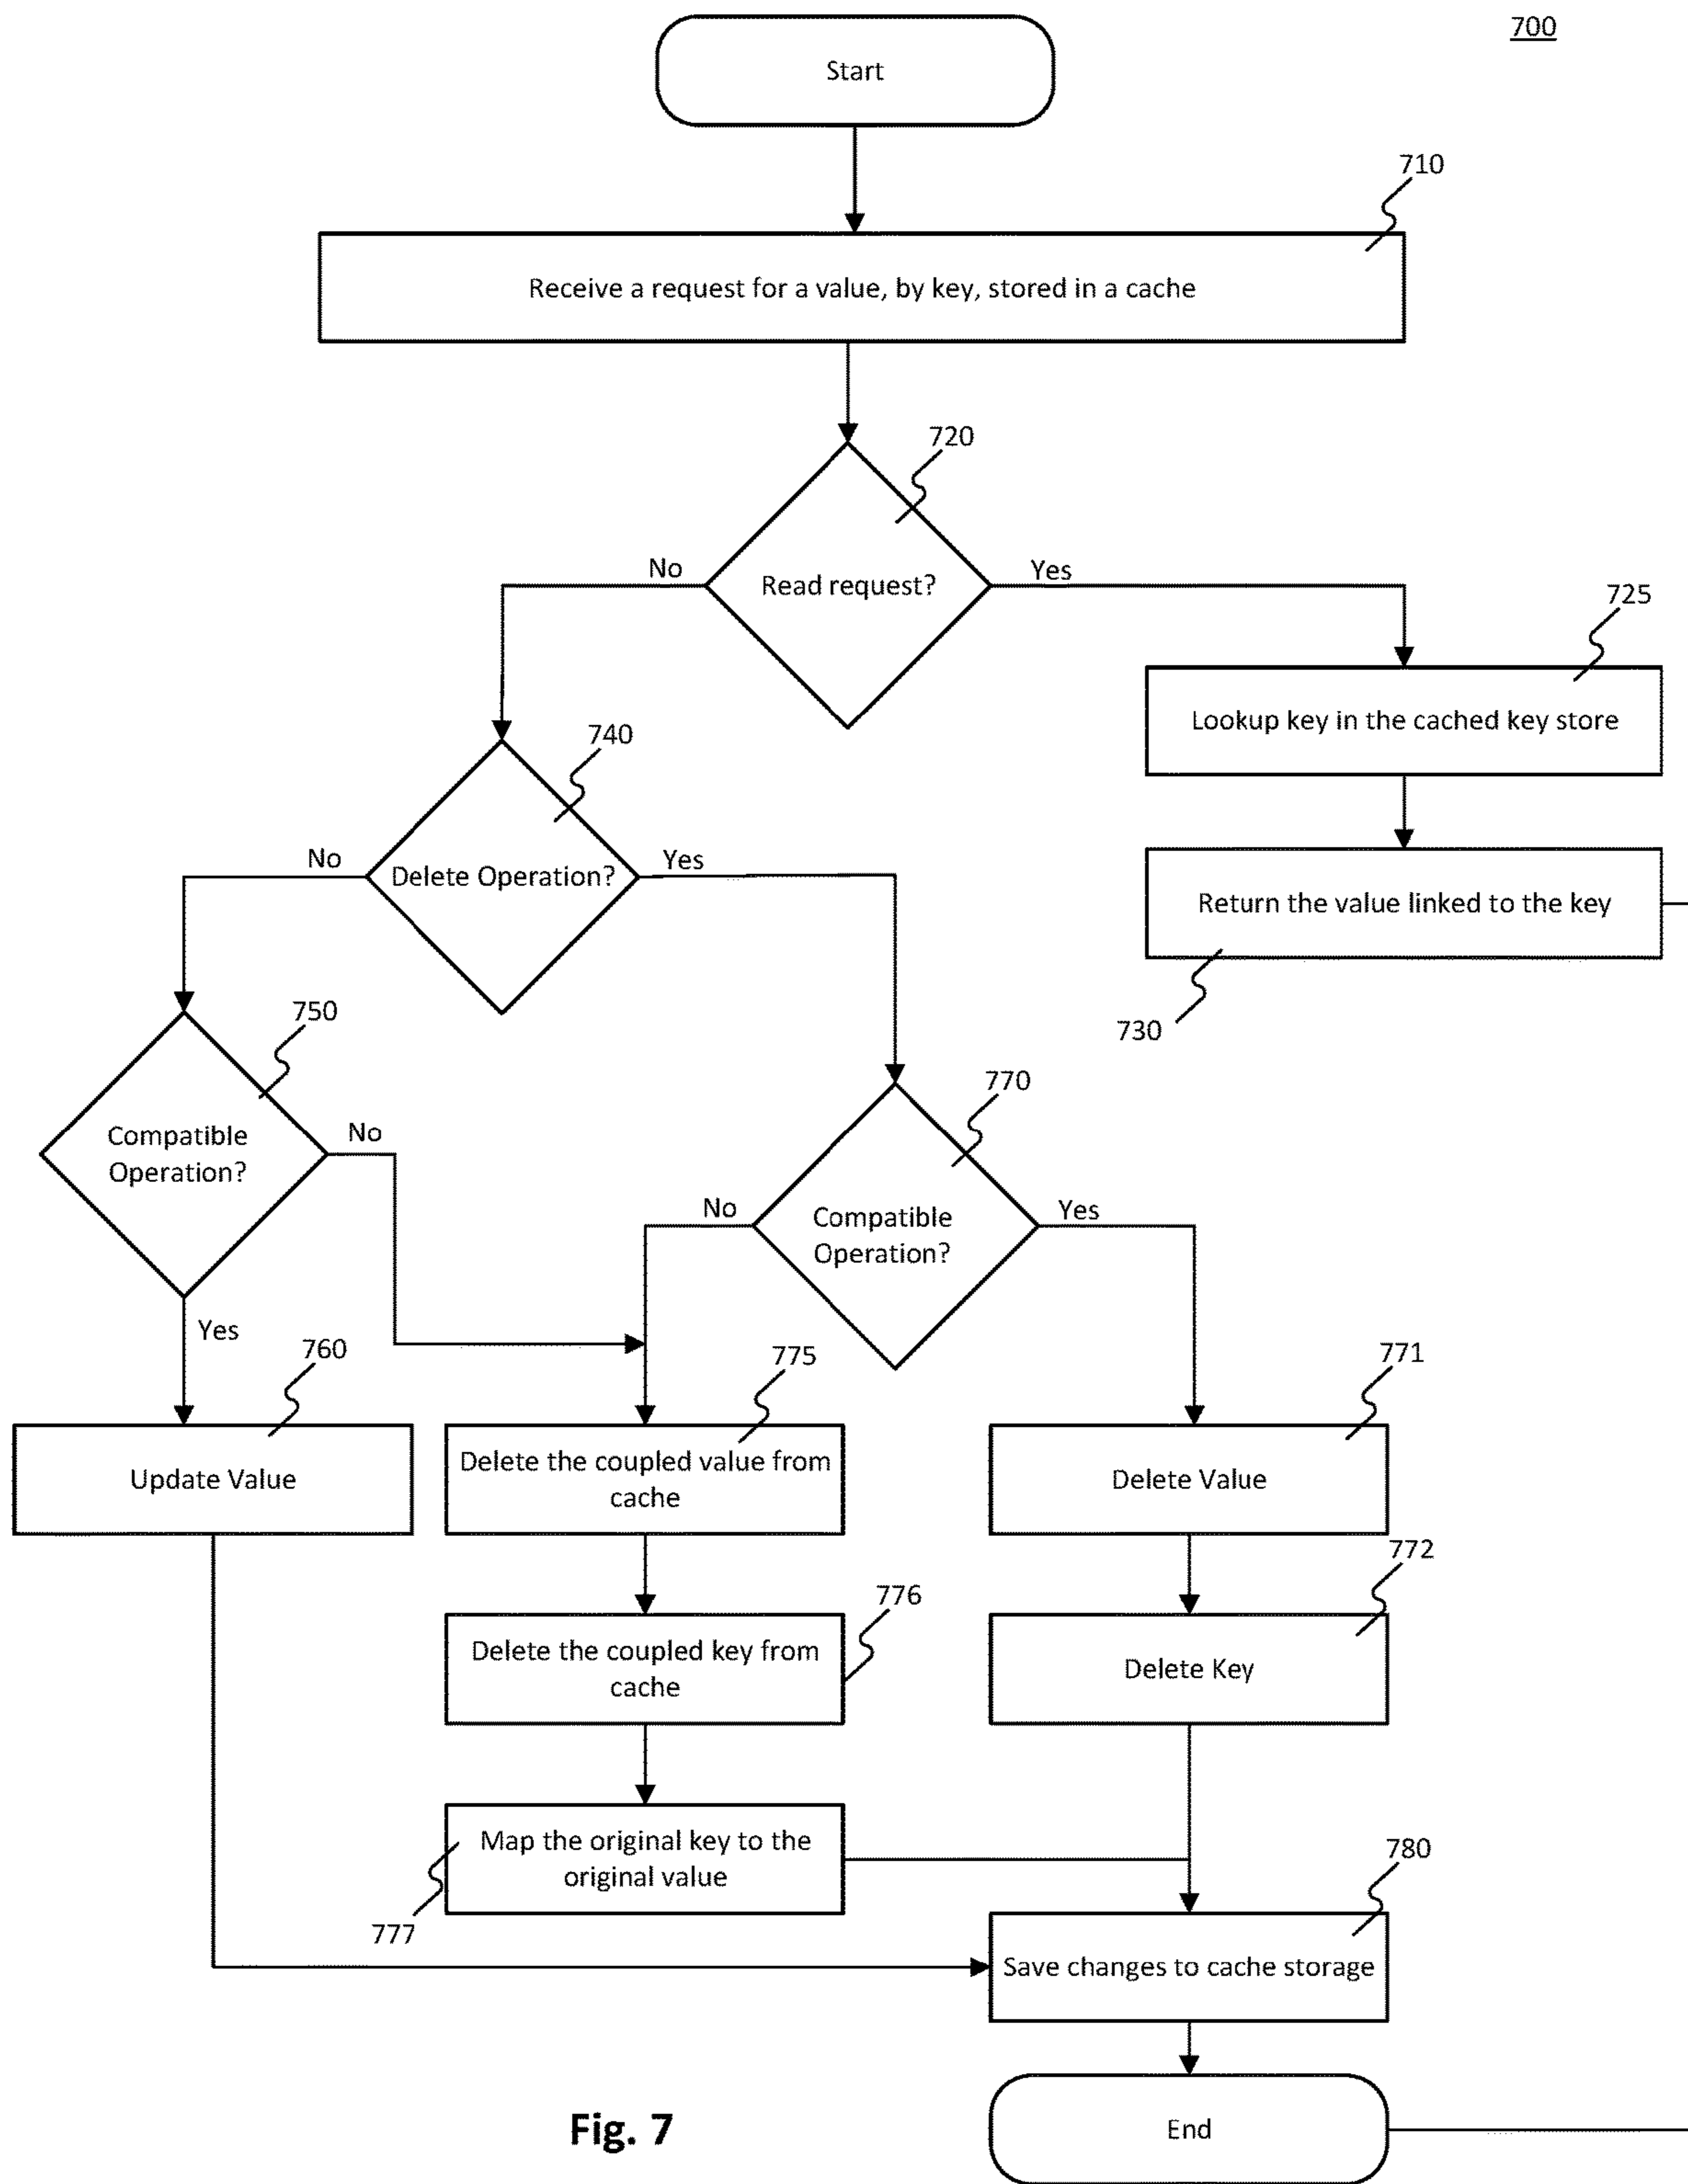 700
Start
710
Receive a request for a value, by key, stored in a cache
720
No
Read request?
Yes
725
Lookup key in the cached key store
740
No
Delete Operation?
Yes
Return the value linked to the key
730
750
Compatible
Operation?
No
770
No
Compatible
Operation?
Yes
Yes
760
775
771
Update Value
Delete the coupled value from
cache
Delete Value
772
776
Delete the coupled key from
cache
Delete Key
Map the original key to the
original value
777
780
Save changes to cache storage
Fig. 7
End